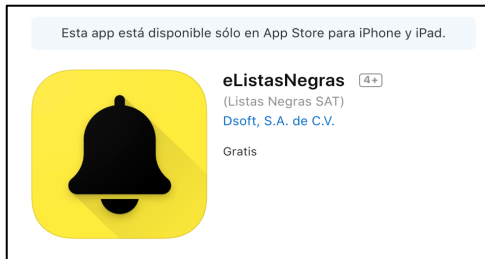 Esta app está disponible sólo en App Store para iPhone y iPad.
eListasNegras 4+
(Listas Negras SAT)
Dsoft, S.A. de C.V.
Gratis